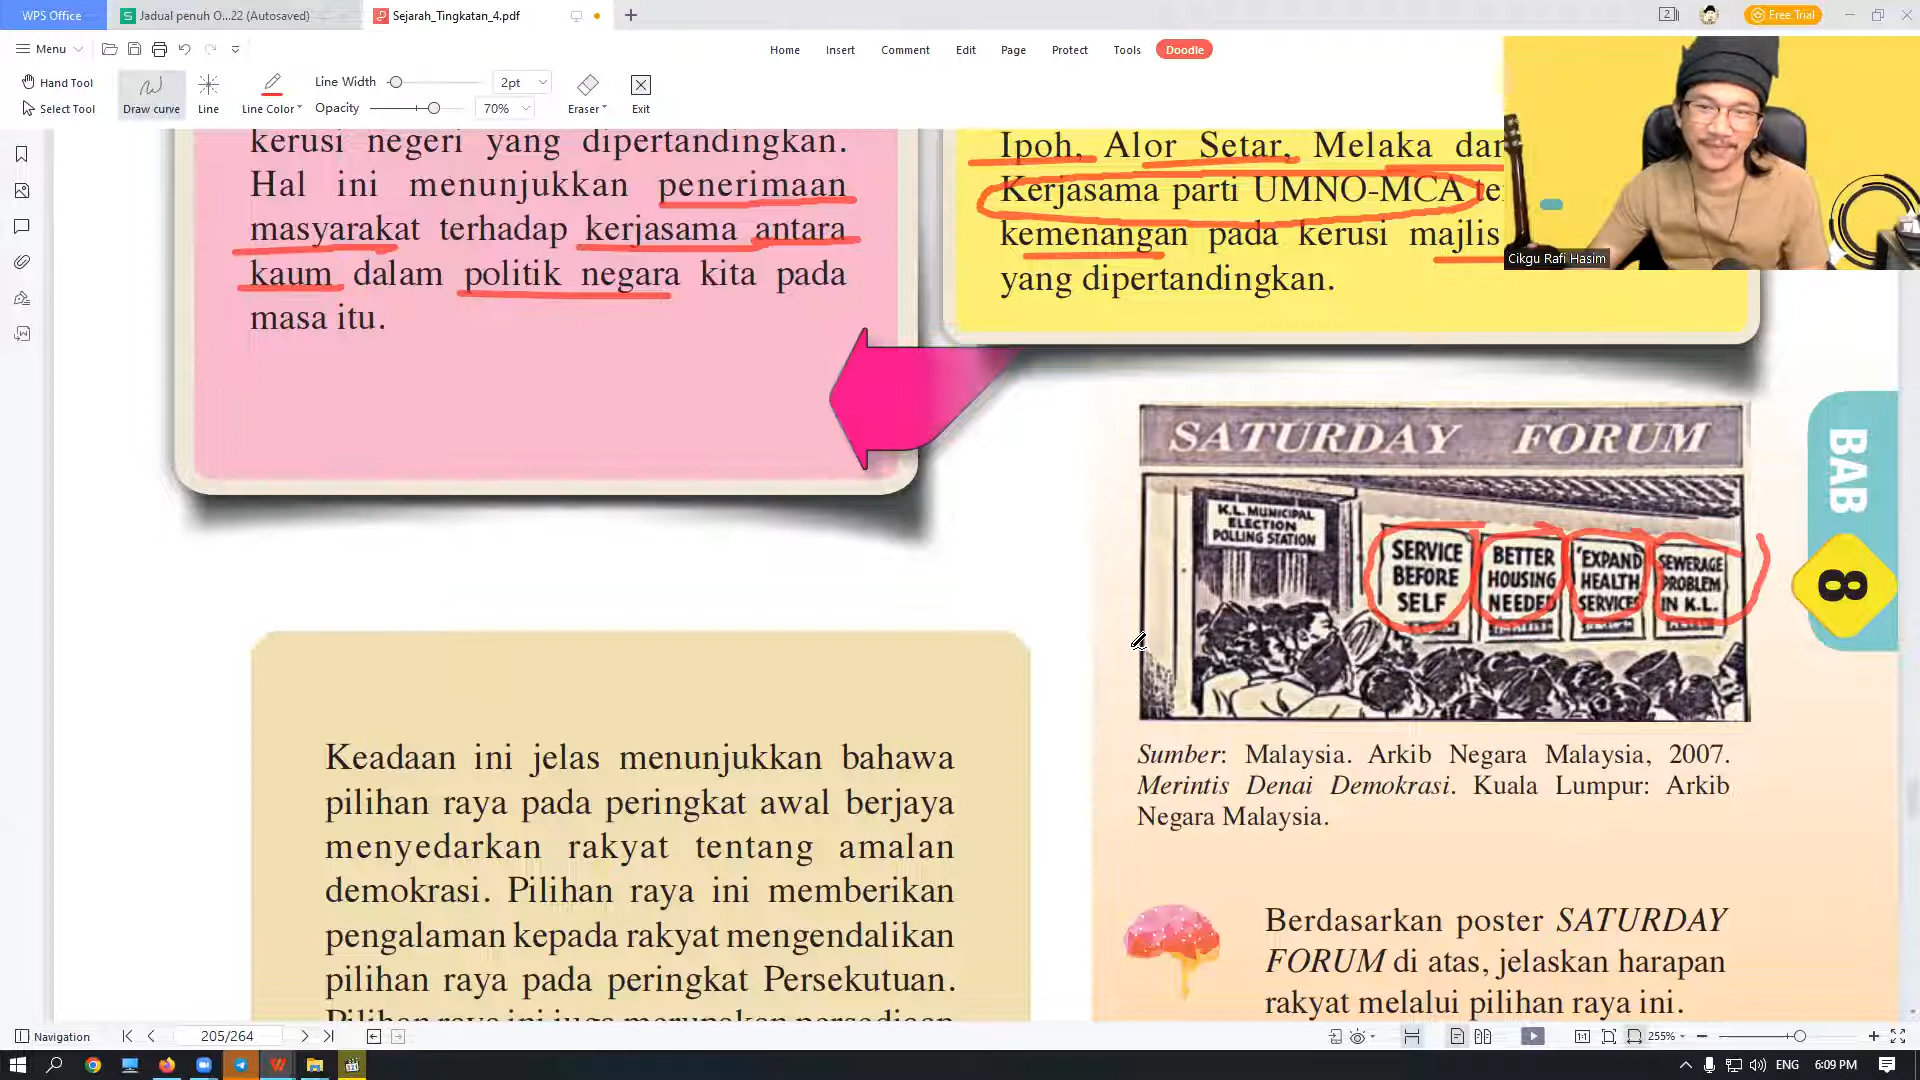 WPS Office
Jadual penuh O...22 (Autosaved)
Sejarah_Tingkatan_4.pdf
2
Free Trial
Menu
Home
Insert
Comment
Edit
Page
Protect
Tools
Doodle
Hand Tool
Select Tool
Draw curve
Line
Line Color
Line Width
2pt
Opacity
70%
Eraser
Exit
kerusi negeri yang dipertandingkan.
Hal ini menunjukkan penerimaan
masyarakat terhadap kerjasama antara
kaum dalam politik negara kita pada
masa itu.
Ipoh, Alor Setar, Melaka dan
Kerjasama parti UMNO-MCA
kemenangan pada kerusi majlis
yang dipertandingkan.
Cikgu Rafi Hasim
SATURDAY FORUM
K.L. MUNICIPAL
ELECTION
POLLING STATION
SERVICE
BEFORE
SELF
BETTER
HOUSING
NEEDED
'EXPAND
HEALTH
SERVICES
SEWERAGE
PROBLEM
IN K.L.
BAB
8
Sumber: Malaysia. Arkib Negara Malaysia, 2007.
Merintis Denai Demokrasi. Kuala Lumpur: Arkib
Negara Malaysia.
Keadaan ini jelas menunjukkan bahawa
pilihan raya pada peringkat awal berjaya
menyedarkan rakyat tentang amalan
demokrasi. Pilihan raya ini memberikan
pengalaman kepada rakyat mengendalikan
pilihan raya pada peringkat Persekutuan.
Pilihan raya ini juga merupakan persediaan
Berdasarkan poster SATURDAY
FORUM di atas, jelaskan harapan
rakyat melalui pilihan raya ini.
Navigation
205/264
255%
ENG
6:09 PM